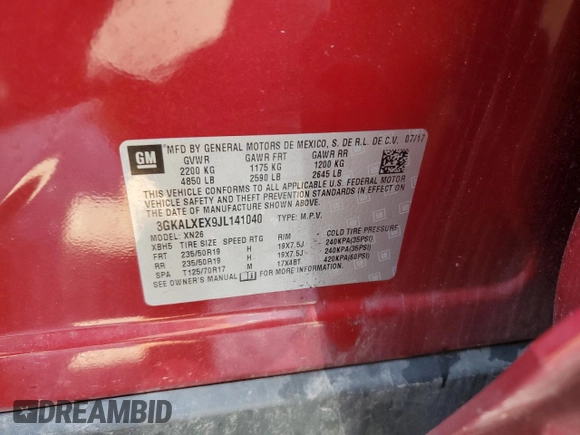 GM
MFD BY GENERAL MOTORS DE MEXICO, S. DE R.L. DE C.V. 07/17
GVWR GAWR FRT GAWR RR
2200 KG 1175 KG 1200 KG
4850 LB 2590 LB 2645 LB
THIS VEHICLE CONFORMS TO ALL APPLICABLE U.S. FEDERAL MOTOR
VEHICLE SAFETY, BUMPER, AND THEFT PREVENTION STANDARDS IN EFFECT
ON THE DATE OF MANUFACTURE SHOWN ABOVE.
3GKALXEX9JL141040 TYPE: M.P.V.
MODEL: XN26
XBH5 TIRE SIZE SPEED RTG RIM COLD TIRE PRESSURE
FRT 235/50R19 H 19X7.5J 240KPA(35PSI)
RR 235/50R19 H 19X7.5J 240KPA(35PSI)
SPA T125/70R17 M 17X4BT 420KPA(60PSI)
SEE OWNER'S MANUAL FOR MORE INFORMATION.
DREAMBID